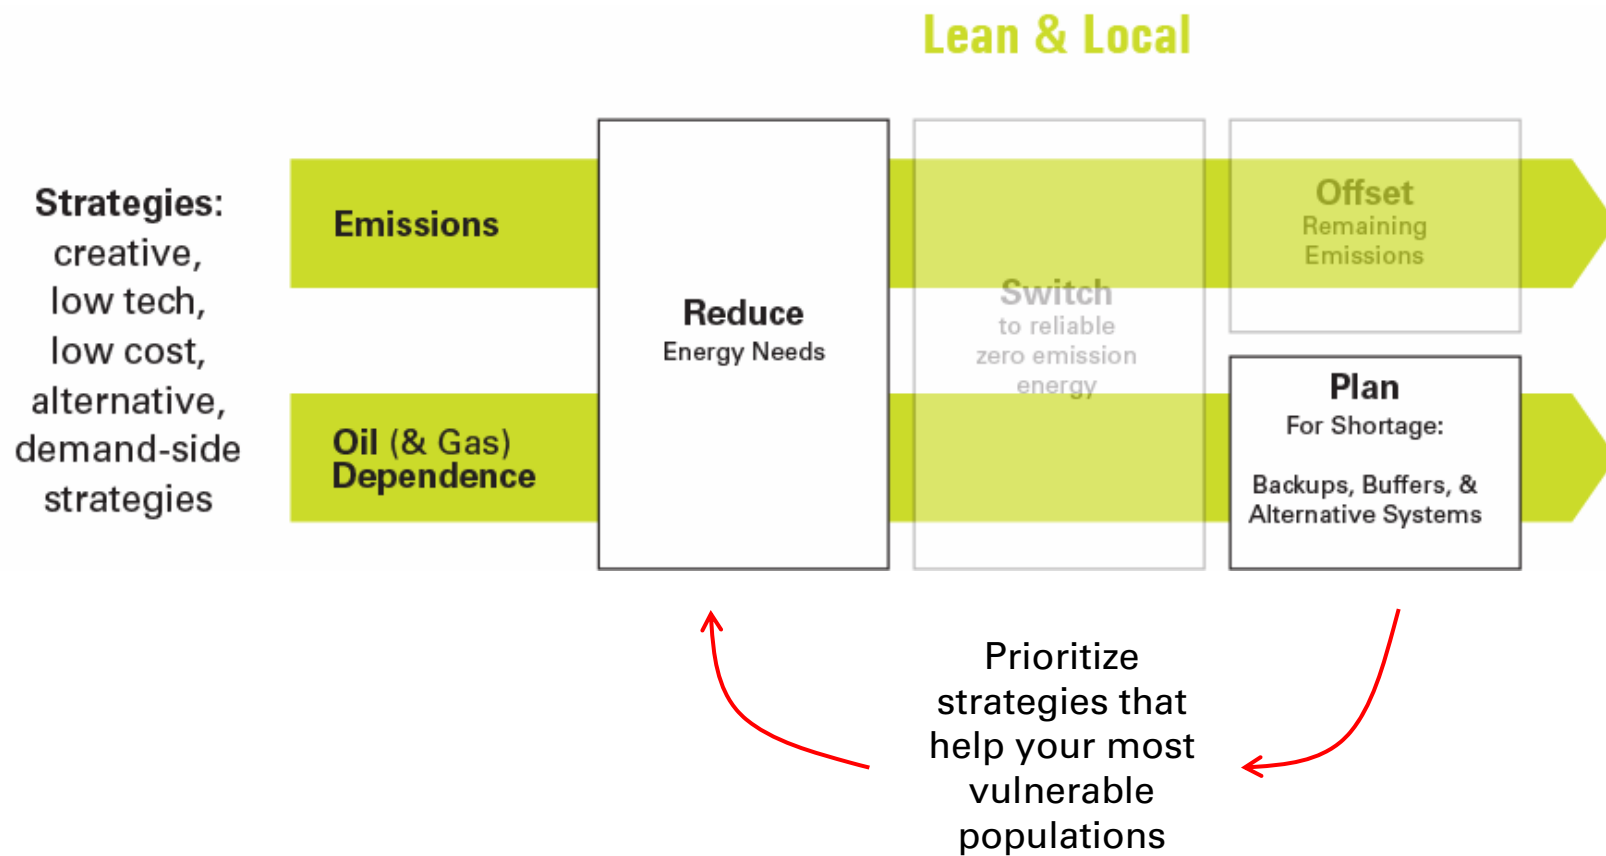 Lean & Local
Strategies:
creative,
low tech,
low cost,
alternative,
demand-side
strategies
Emissions
Oil (& Gas)
Dependence
Reduce
Energy Needs
Switch
to reliable
zero emission
energy
Offset
Remaining
Emissions
Plan
For Shortage:
Backups, Buffers, &
Alternative Systems
Prioritize
strategies that
help your most
vulnerable
populations